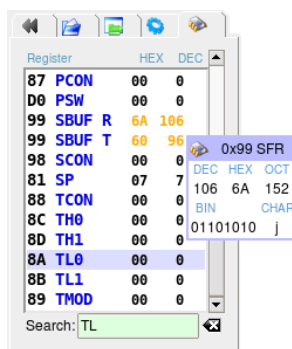 Register HEX DEC
87 PCON 00 0
D0 PSW 00 0
99 SBUF R 6A 106
99 SBUF T 60 96
98 SCON 00 0
81 SP 07 7
88 TCON 00 0
8C TH0 00 0
8D TH1 00 0
8A TL0 00 0
8B TL1 00 0
89 TMOD 00 0
Search: TL
0x99 SFR
DEC HEX OCT
106 6A 152
BIN CHAR
01101010 j